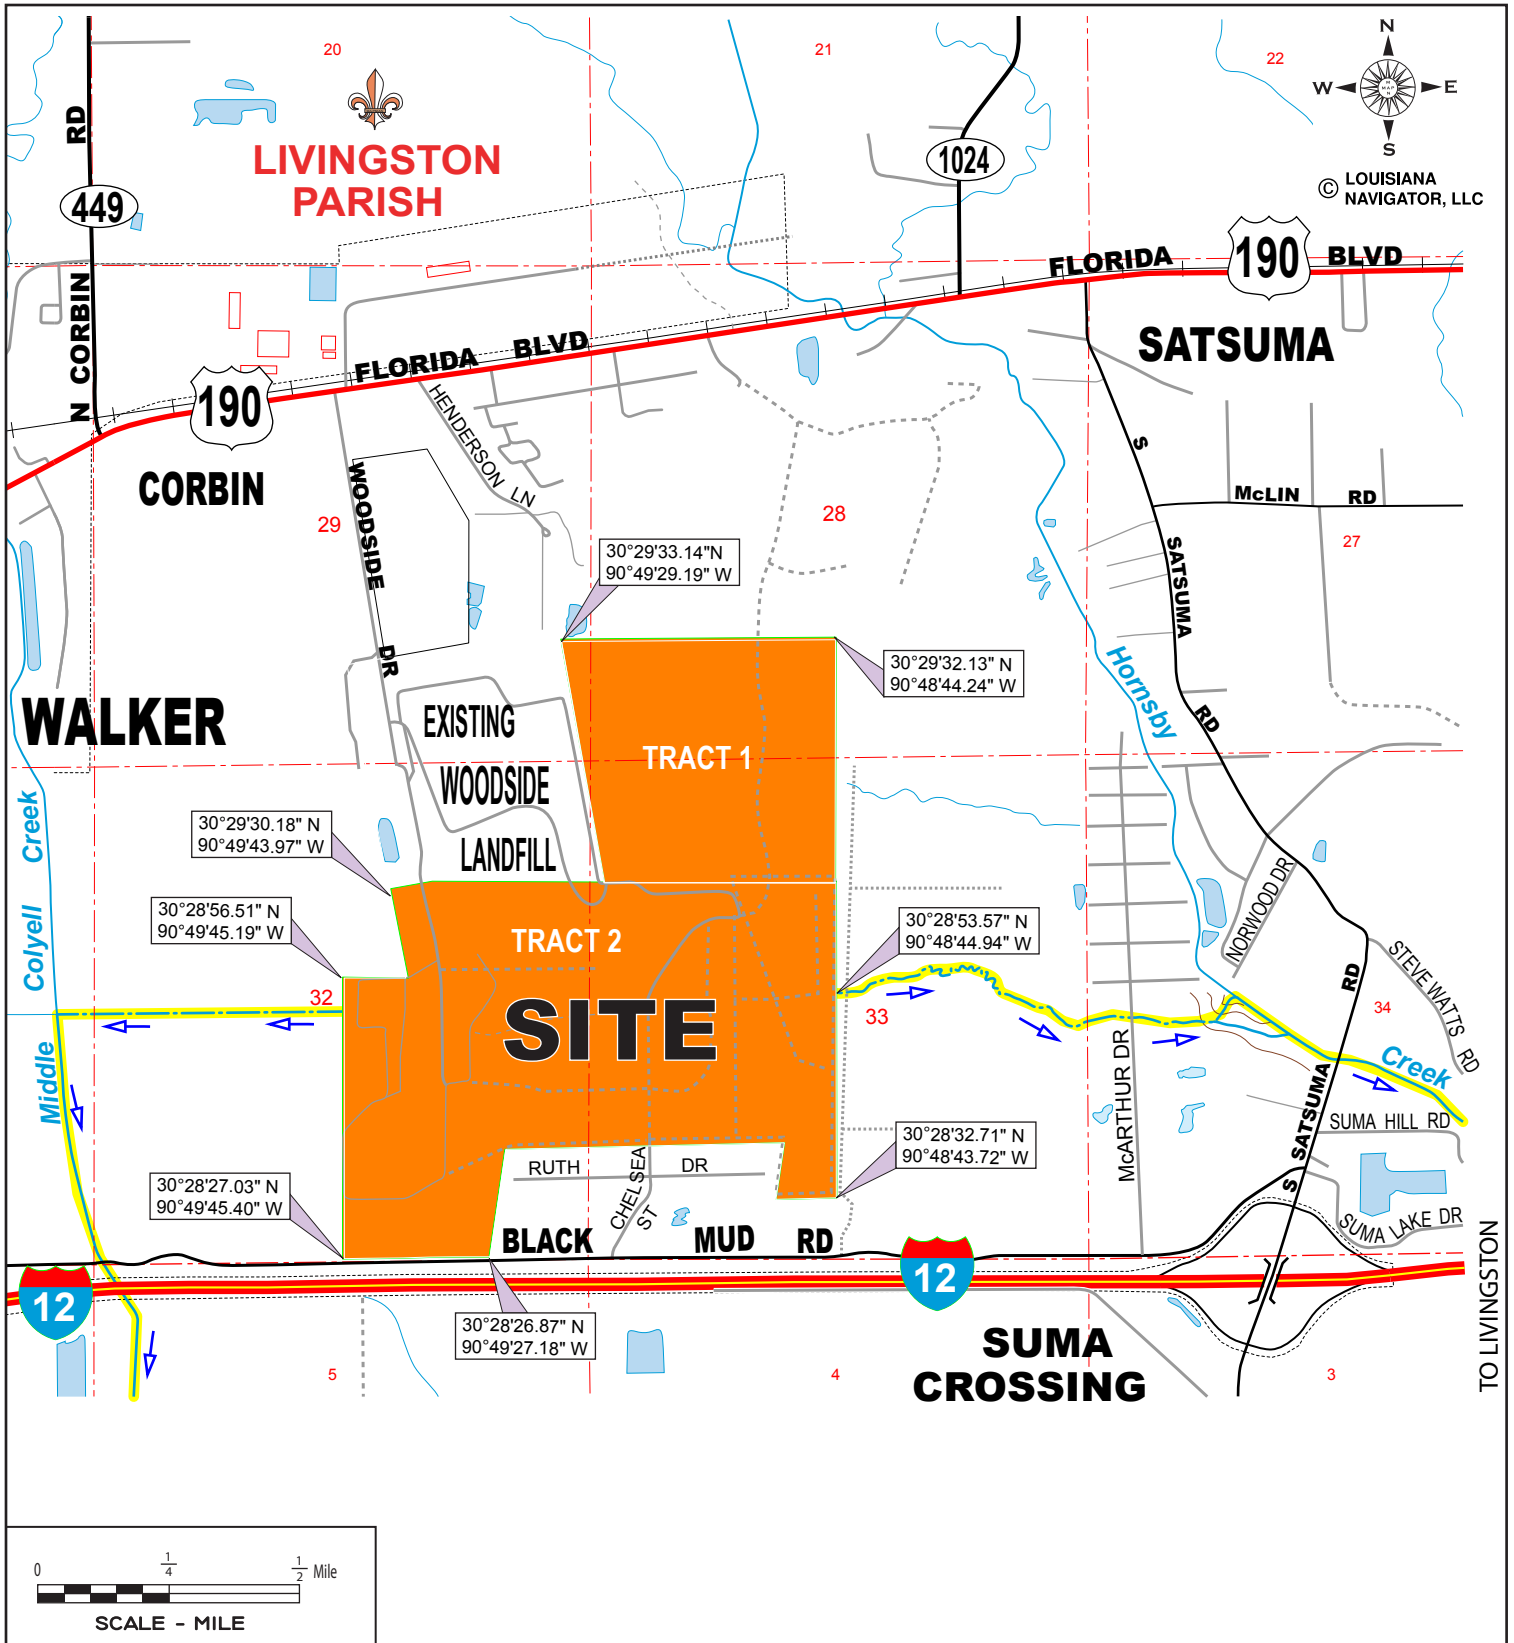 20
21
22
N
W
E
S
MAP
© LOUISIANA
NAVIGATOR, LLC
LIVINGSTON
PARISH
RD
449
N CORBIN
1024
FLORIDA
190
BLVD
SATSUMA
FLORIDA BLVD
190
CORBIN
HENDERSON LN
WOODSIDE DR
29
28
27
S SATSUMA RD
McLIN RD
30°29'33.14"N
90°49'29.19" W
30°29'32.13" N
90°48'44.24" W
Hornsby
WALKER
EXISTING
WOODSIDE
LANDFILL
TRACT 1
30°29'30.18" N
90°49'43.97" W
30°28'56.51" N
90°49'45.19" W
TRACT 2
30°28'53.57" N
90°48'44.94" W
Middle Colyell Creek
32
SITE
33
34
NORWOOD DR
STEVE WATTS RD
Creek
McARTHUR DR
S SATSUMA RD
SUMA HILL RD
SUMA LAKE DR
30°28'32.71" N
90°48'43.72" W
30°28'27.03" N
90°49'45.40" W
RUTH DR
CHELSEA
ST
BLACK MUD RD
12
12
30°28'26.87" N
90°49'27.18" W
SUMA
CROSSING
TO LIVINGSTON
5
4
3
0 1/4 1/2 Mile
SCALE - MILE